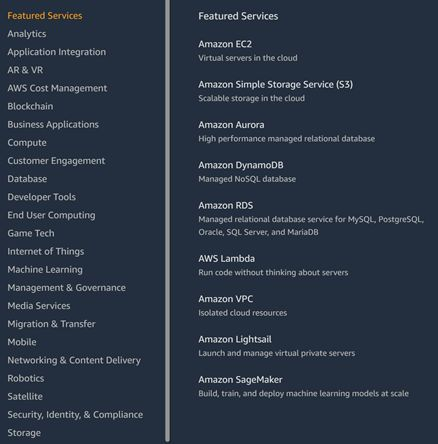 Featured Services
Analytics
Application Integration
AR & VR
AWS Cost Management
Blockchain
Business Applications
Compute
Customer Engagement
Database
Developer Tools
End User Computing
Game Tech
Internet of Things
Machine Learning
Management & Governance
Media Services
Migration & Transfer
Mobile
Networking & Content Delivery
Robotics
Satellite
Security, Identity, & Compliance
Storage
Featured Services
Amazon EC2
Virtual servers in the cloud
Amazon Simple Storage Service (S3)
Scalable storage in the cloud
Amazon Aurora
High performance managed relational database
Amazon DynamoDB
Managed NoSQL database
Amazon RDS
Managed relational database service for MySQL, PostgreSQL,
Oracle, SQL Server, and MariaDB
AWS Lambda
Run code without thinking about servers
Amazon VPC
Isolated cloud resources
Amazon Lightsail
Launch and manage virtual private servers
Amazon SageMaker
Build, train, and deploy machine learning models at scale